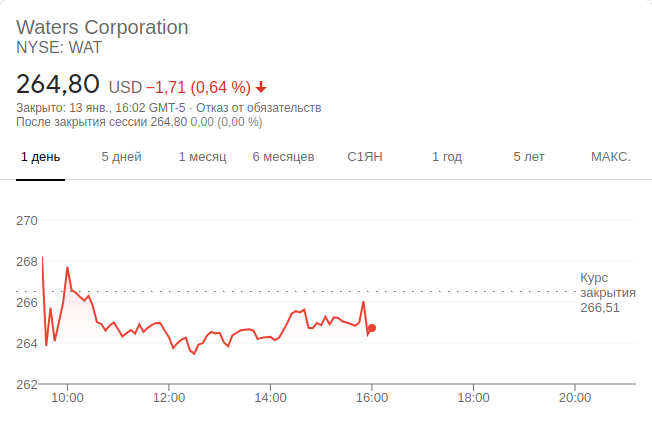 Waters Corporation
NYSE: WAT
264,80 USD −1,71 (0,64 %)
Закрыто: 13 янв., 16:02 GMT-5 · Отказ от обязательств
После закрытия сессии 264,80 0,00 (0,00 %)
1 день 5 дней 1 месяц 6 месяцев С1ЯН 1 год 5 лет МАКС.
270
268
266
264
262
Курс
закрытия
266,51
10:00 12:00 14:00 16:00 18:00 20:00